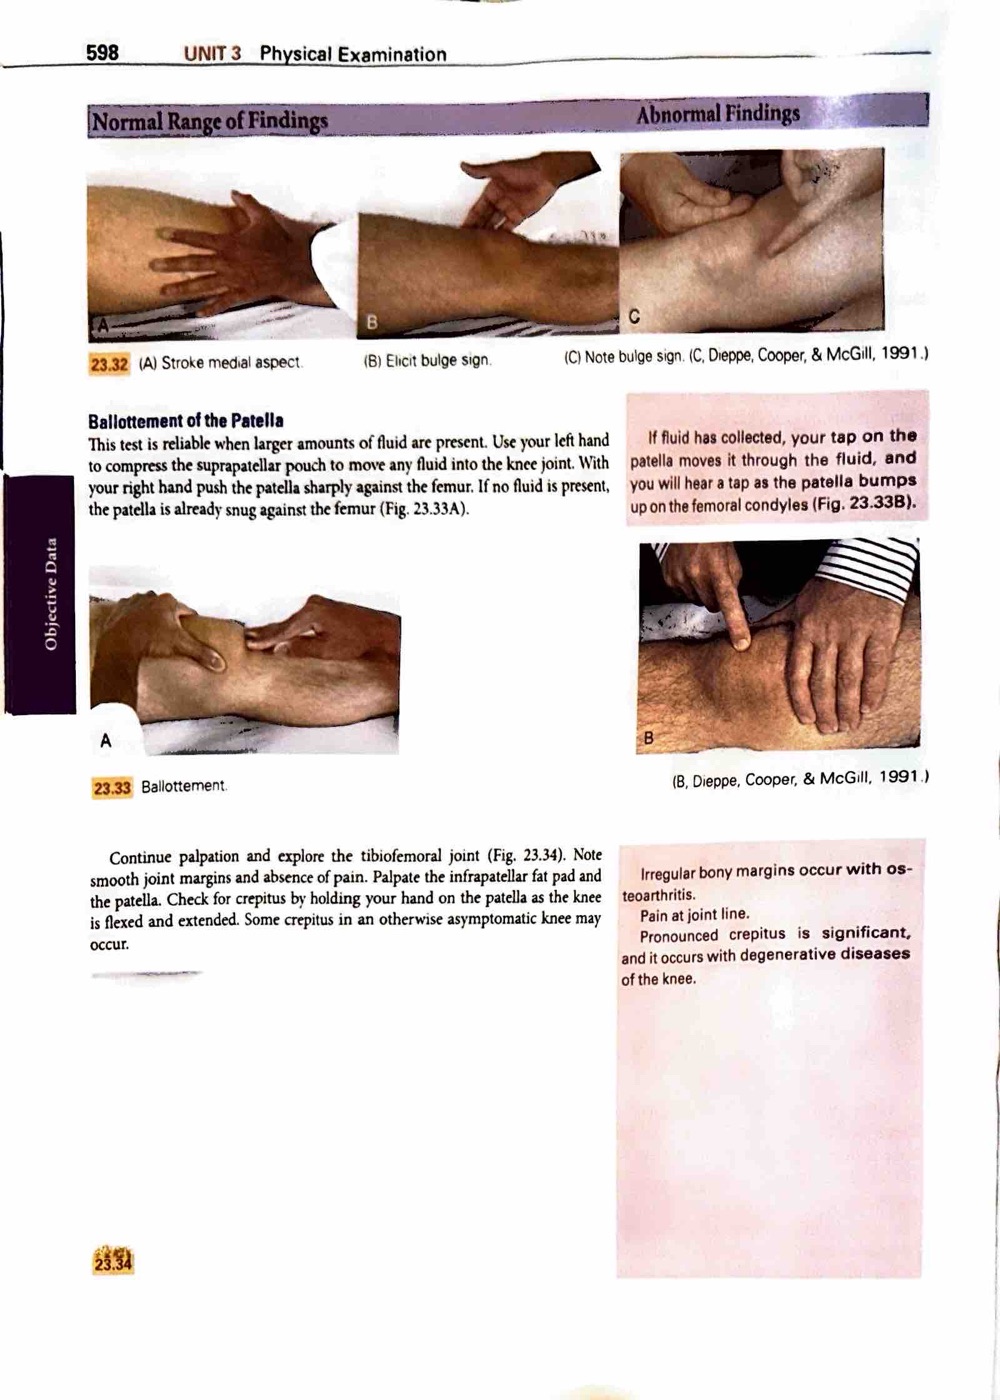 598 UNIT 3 Physical Examination
Normal Range of Findings
Abnormal Findings
A
B
C
23.32 (A) Stroke medial aspect.
(B) Elicit bulge sign.
(C) Note bulge sign. (C, Dieppe, Cooper, & McGill, 1991.)
Ballottement of the Patella
This test is reliable when larger amounts of fluid are present. Use your left hand
to compress the suprapatellar pouch to move any fluid into the knee joint. With
your right hand push the patella sharply against the femur. If no fluid is present,
the patella is already snug against the femur (Fig. 23.33A).
If fluid has collected, your tap on the
patella moves it through the fluid, and
you will hear a tap as the patella bumps
up on the femoral condyles (Fig. 23.33B).
Objective Data
A
B
23.33 Ballottement.
(B, Dieppe, Cooper, & McGill, 1991.)
Continue palpation and explore the tibiofemoral joint (Fig. 23.34). Note
smooth joint margins and absence of pain. Palpate the infrapatellar fat pad and
the patella. Check for crepitus by holding your hand on the patella as the knee
is flexed and extended. Some crepitus in an otherwise asymptomatic knee may
occur.
Irregular bony margins occur with os-
teoarthritis.
Pain at joint line.
Pronounced crepitus is significant,
and it occurs with degenerative diseases
of the knee.
23.34